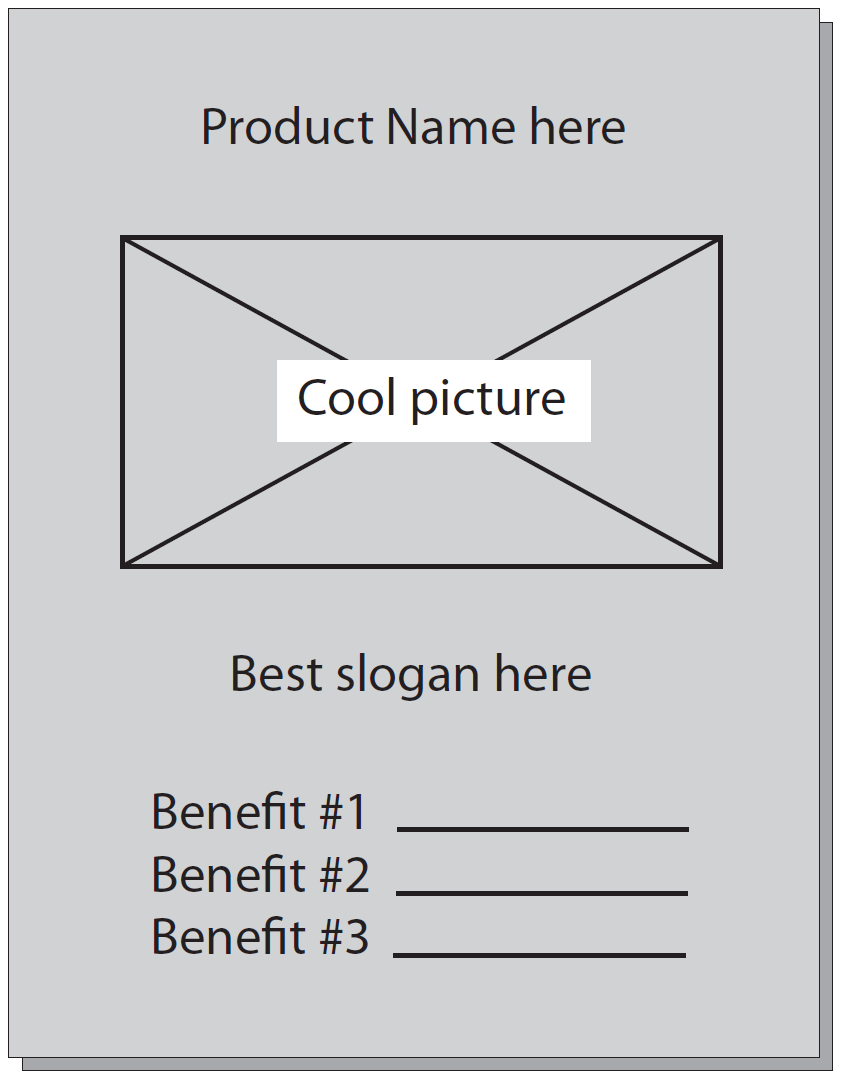 Product Name here
Cool picture
Best slogan here
Benefit #1
Benefit #2
Benefit #3